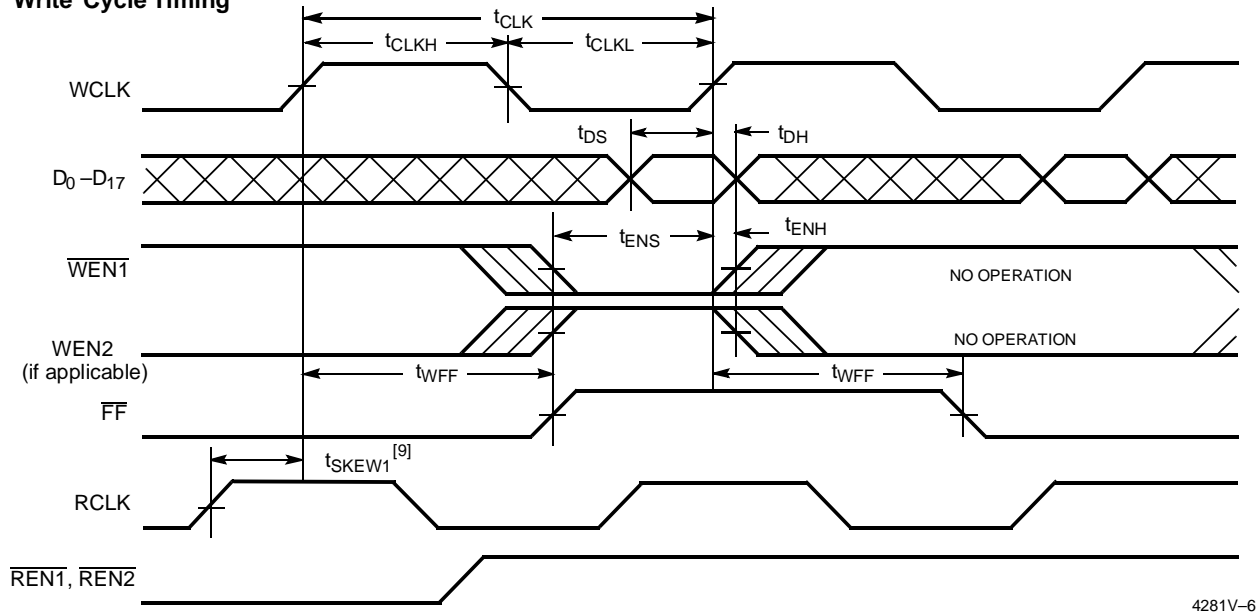 Write Cycle Timing
tCLK
tCLKH
tCLKL
WCLK
tDS
tDH
D0 –D17
tENS
tENH
WEN1
NO OPERATION
WEN2
(if applicable)
NO OPERATION
tWFF
tWFF
FF
tSKEW1[9]
RCLK
REN1, REN2
4281V–6